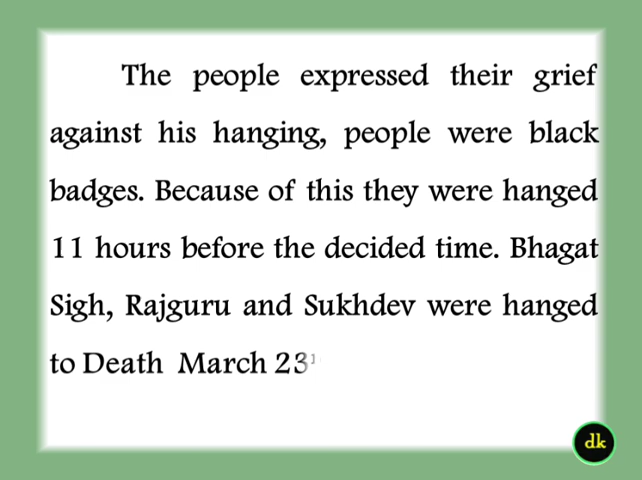 The people expressed their grief
against his hanging, people were black
badges. Because of this they were hanged
11 hours before the decided time. Bhagat
Sigh, Rajguru and Sukhdev were hanged
to Death March 23
dk